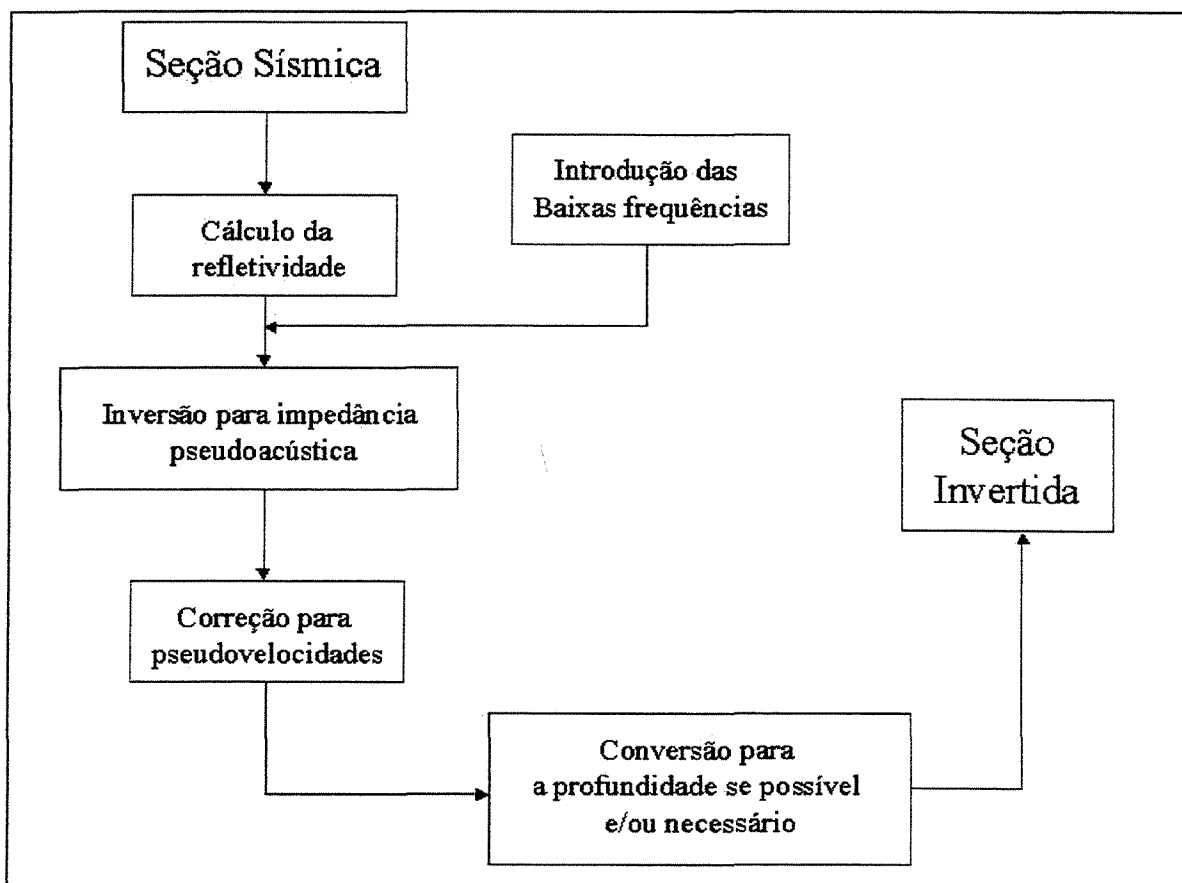 Seção Sísmica
Introdução das
Baixas frequências
Cálculo da
refletividade
Inversão para impedância
pseudoacústica
Seção
Invertida
Correção para
pseudovelocidades
Conversão para
a profundidade se possível
e/ou necessário